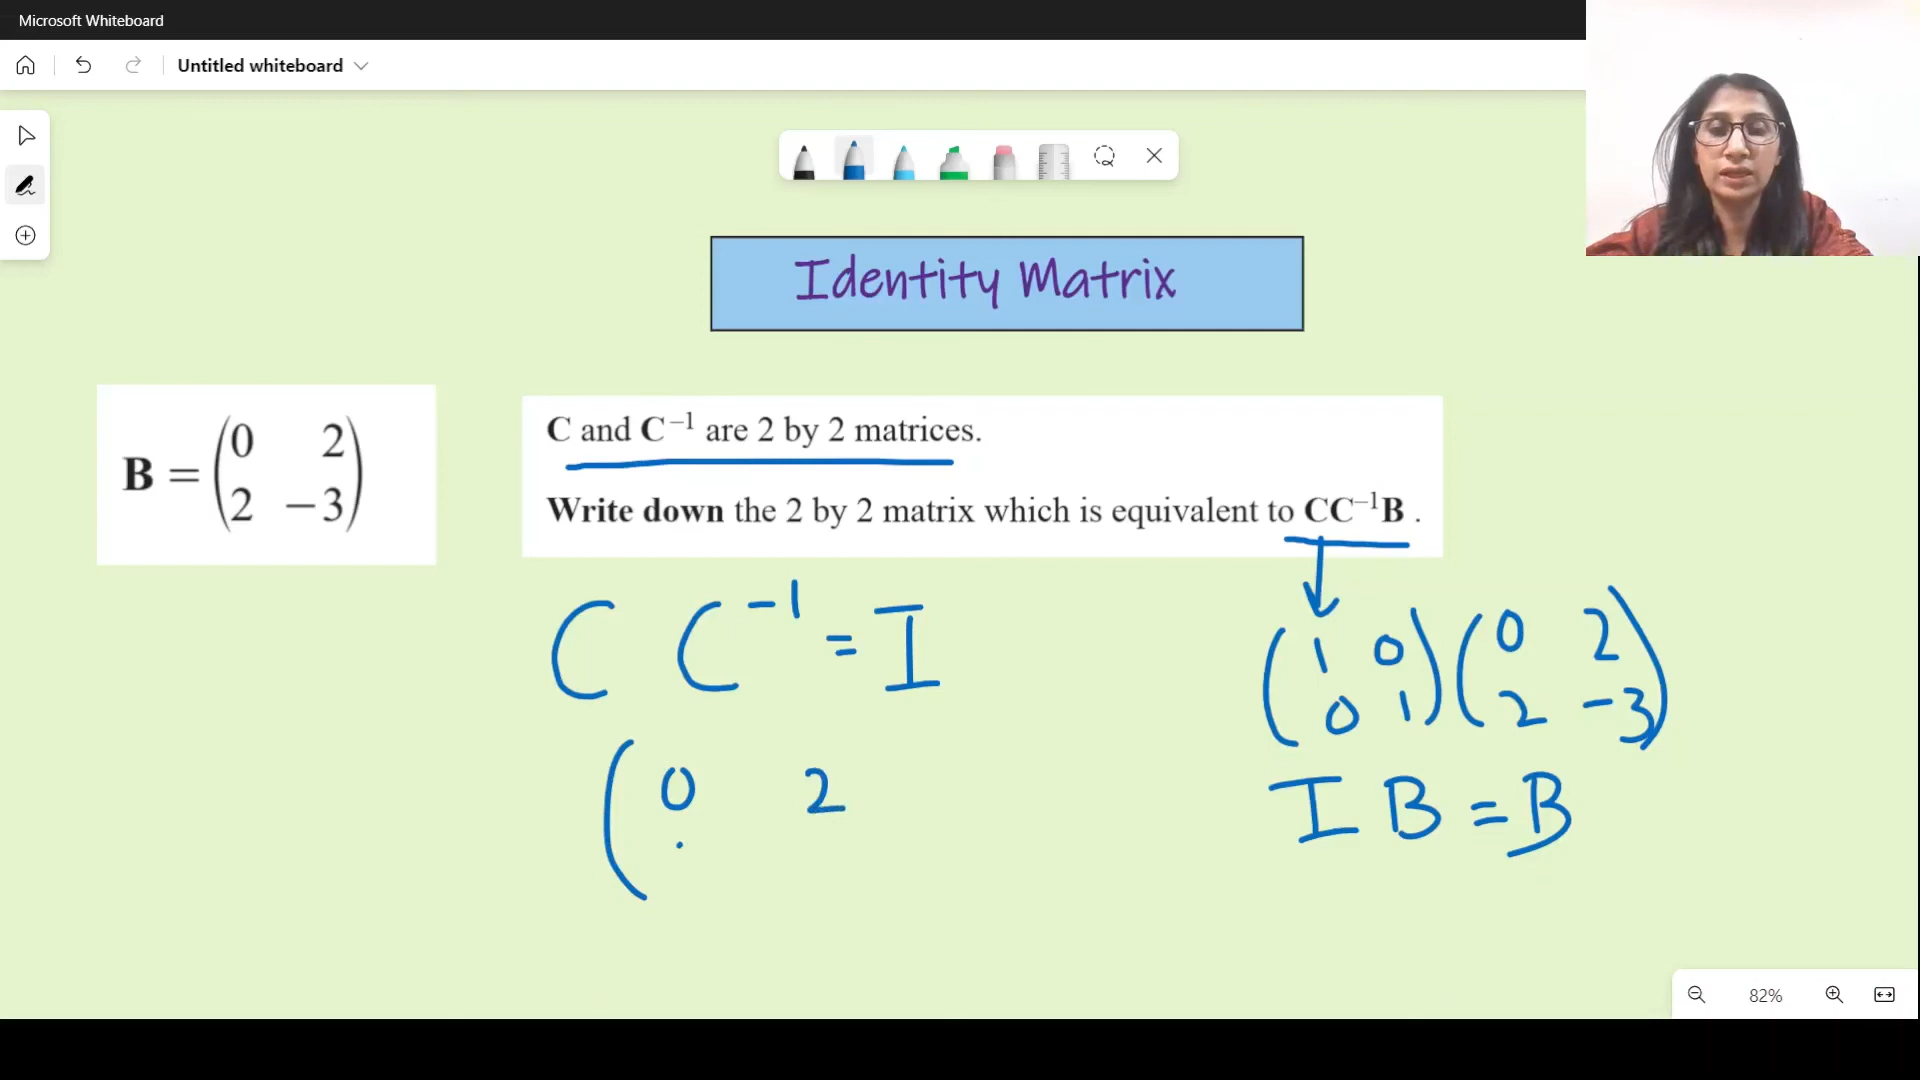 Microsoft Whiteboard
Untitled whiteboard
Identity Matrix
B = (0 2
2 −3)
C and C⁻¹ are 2 by 2 matrices.
Write down the 2 by 2 matrix which is equivalent to CC⁻¹B .
C C⁻¹ = I
(1 0
0 1) (0 2
2 -3)
I B = B
(0 2
82%